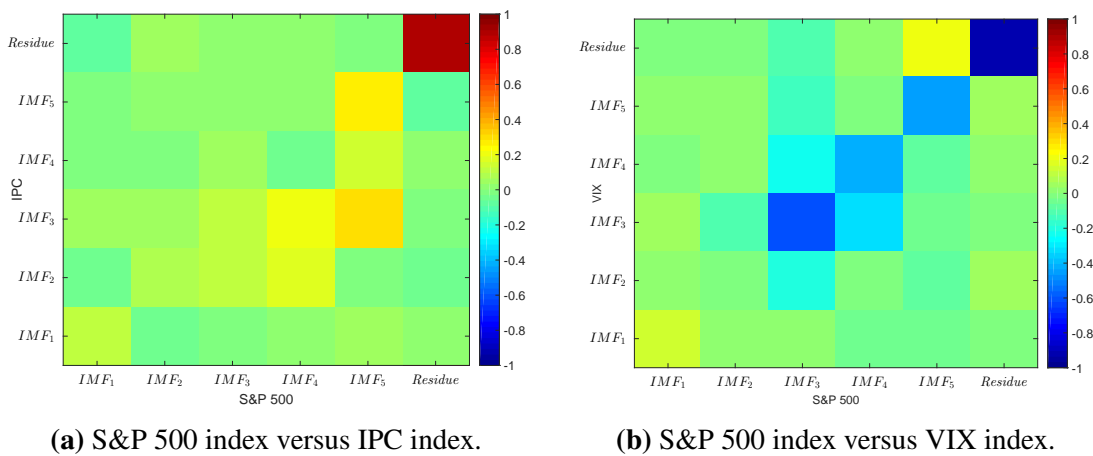 Residue
IMF5
IMF4
IMF3
IMF2
IMF1
IPC
IMF1 IMF2 IMF3 IMF4 IMF5 Residue
S&P 500
1
0.8
0.6
0.4
0.2
0
-0.2
-0.4
-0.6
-0.8
-1
(a) S&P 500 index versus IPC index.
Residue
IMF5
IMF4
IMF3
IMF2
IMF1
VIX
IMF1 IMF2 IMF3 IMF4 IMF5 Residue
S&P 500
1
0.8
0.6
0.4
0.2
0
-0.2
-0.4
-0.6
-0.8
-1
(b) S&P 500 index versus VIX index.